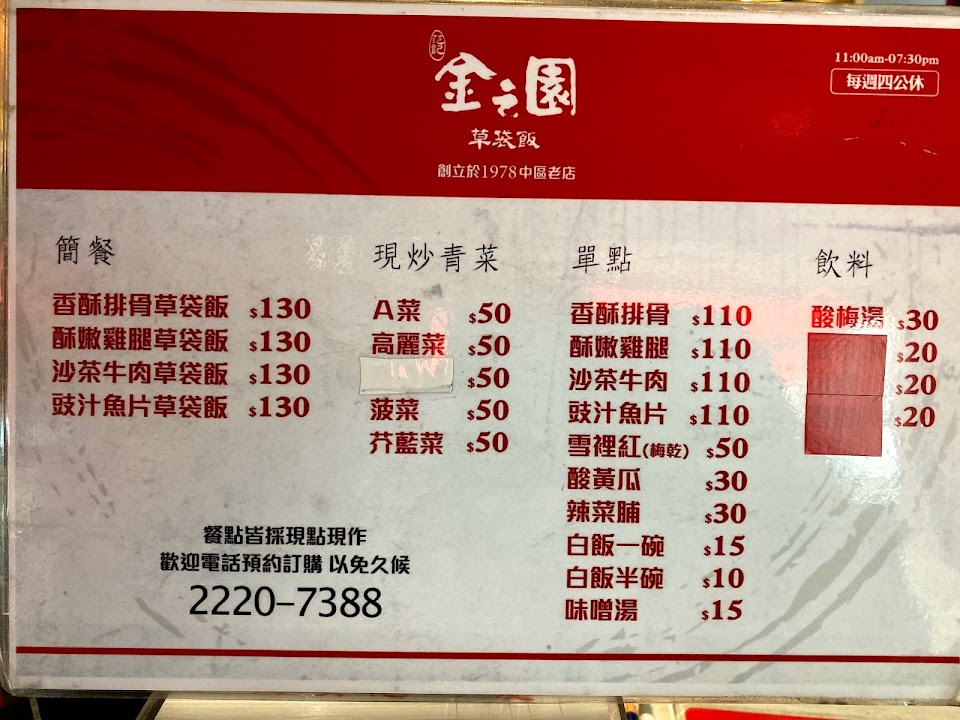 金之園
草袋飯
創立於1978中區老店
11:00am-07:30pm
每週四公休
簡餐
香酥排骨草袋飯 $130
酥嫩雞腿草袋飯 $130
沙茶牛肉草袋飯 $130
豉汁魚片草袋飯 $130
現炒青菜
A菜 $50
高麗菜 $50
$50
菠菜 $50
芥藍菜 $50
單點
香酥排骨 $110
酥嫩雞腿 $110
沙茶牛肉 $110
豉汁魚片 $110
雪裡紅(梅乾) $50
酸黃瓜 $30
辣菜脯 $30
白飯一碗 $15
白飯半碗 $10
味噌湯 $15
飲料
酸梅湯 $30
$20
$20
$20
餐點皆採現點現作
歡迎電話預約訂購 以免久候
2220-7388